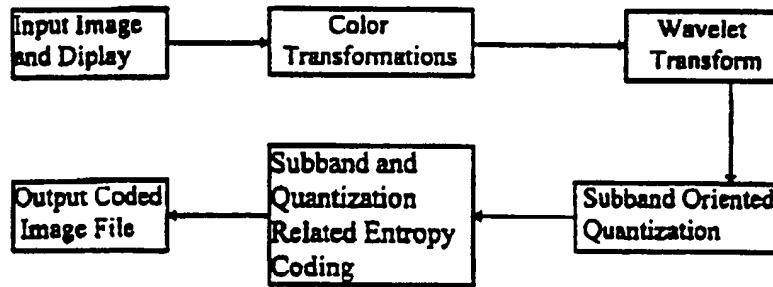 Input Image
and Diplay
Color
Transformations
Wavelet
Transform
Subband Oriented
Quantization
Subband and
Quantization
Related Entropy
Coding
Output Coded
Image File